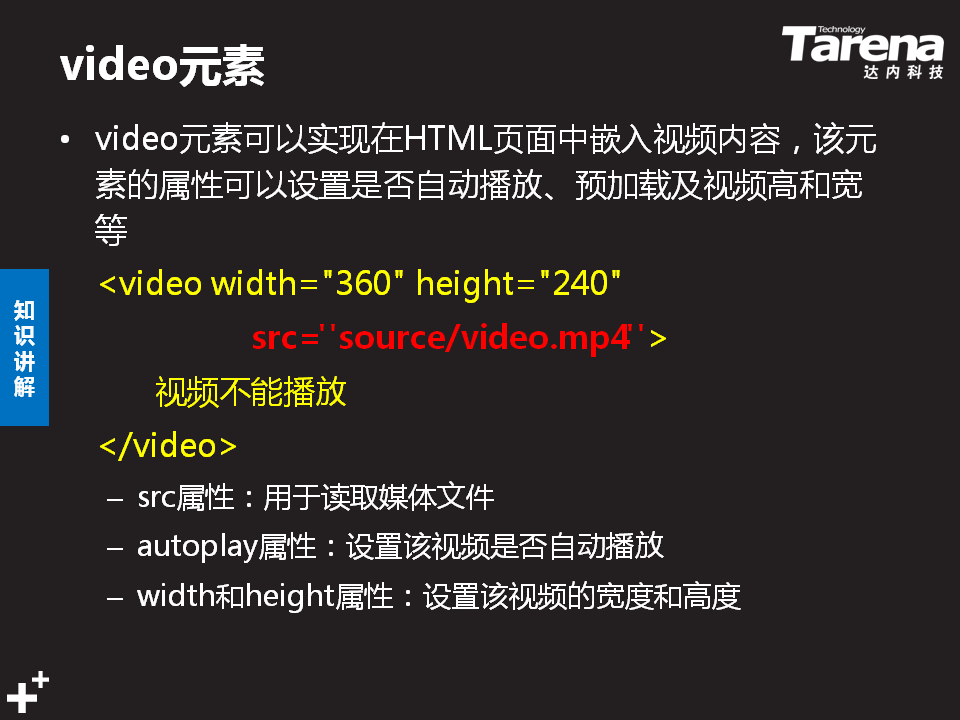 video元素
Technology
Tarena
达内科技
• video元素可以实现在HTML页面中嵌入视频内容，该元
素的属性可以设置是否自动播放、预加载及视频高和宽
等
<video width="360" height="240"
src=''source/video.mp4''>
视频不能播放
</video>
– src属性：用于读取媒体文件
– autoplay属性：设置该视频是否自动播放
– width和height属性：设置该视频的宽度和高度
知
识
讲
解